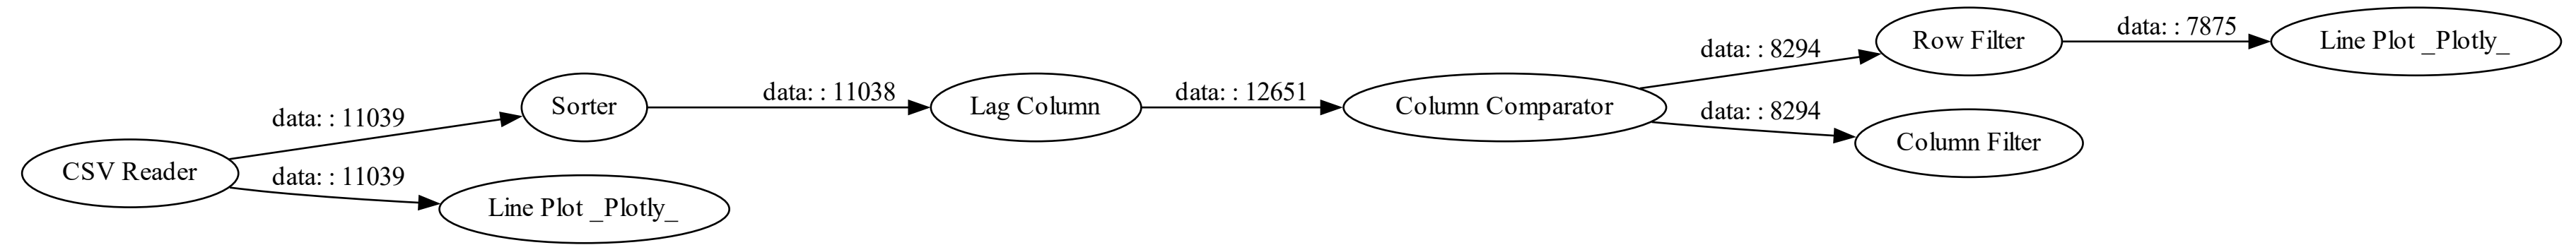 CSV Reader
data: : 11039
data: : 11039
Sorter
Line Plot _Plotly_
data: : 11038
Lag Column
data: : 12651
Column Comparator
data: : 8294
data: : 8294
Row Filter
Column Filter
data: : 7875
Line Plot _Plotly_